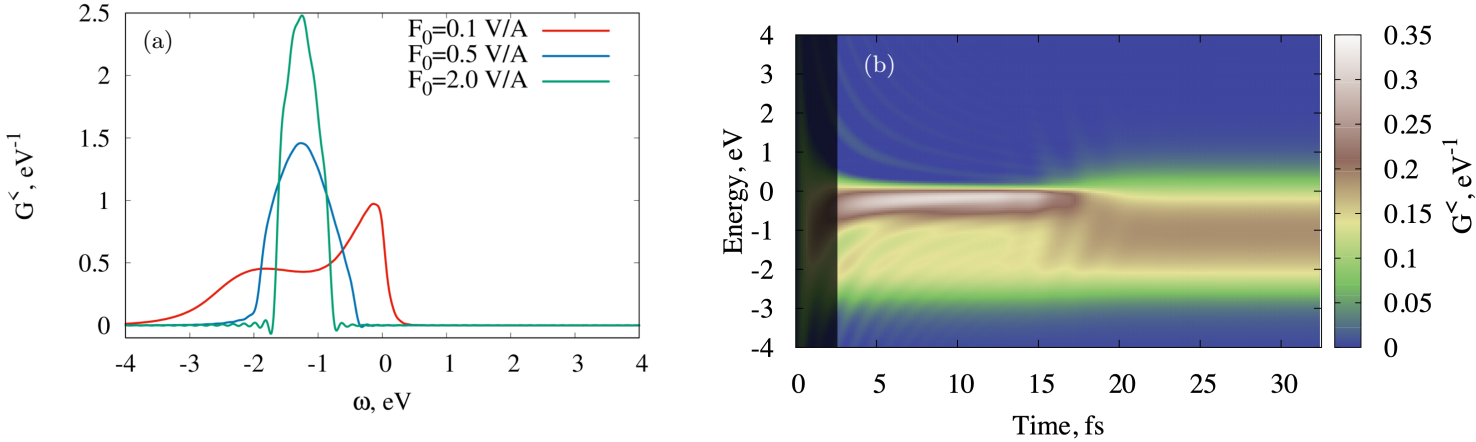 (a)
F₀=0.1 V/A
F₀=0.5 V/A
F₀=2.0 V/A
2.5
2
1.5
1
0.5
0
G<, eV⁻¹
-4 -3 -2 -1 0 1 2 3 4
ω, eV
(b)
4
3
2
1
0
-1
-2
-3
-4
Energy, eV
0 5 10 15 20 25 30
Time, fs
0.35
0.3
0.25
0.2
0.15
0.1
0.05
0
G<, eV⁻¹